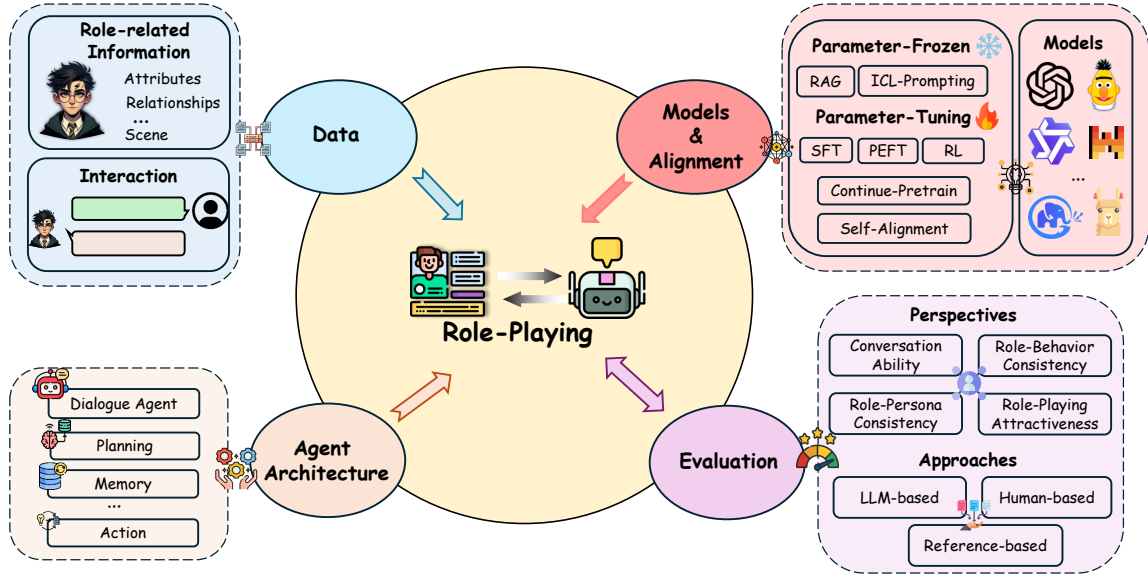 Role-related
Information
Attributes
Relationships
...
Scene
Interaction
Data
Models
&
Alignment
Parameter-Frozen
RAG
ICL-Prompting
Parameter-Tuning
SFT
PEFT
RL
Continue-Pretrain
Self-Alignment
Models
...
Role-Playing
Dialogue Agent
Planning
Memory
...
Action
Agent
Architecture
Evaluation
Perspectives
Conversation
Ability
Role-Behavior
Consistency
Role-Persona
Consistency
Role-Playing
Attractiveness
Approaches
LLM-based
Human-based
Reference-based